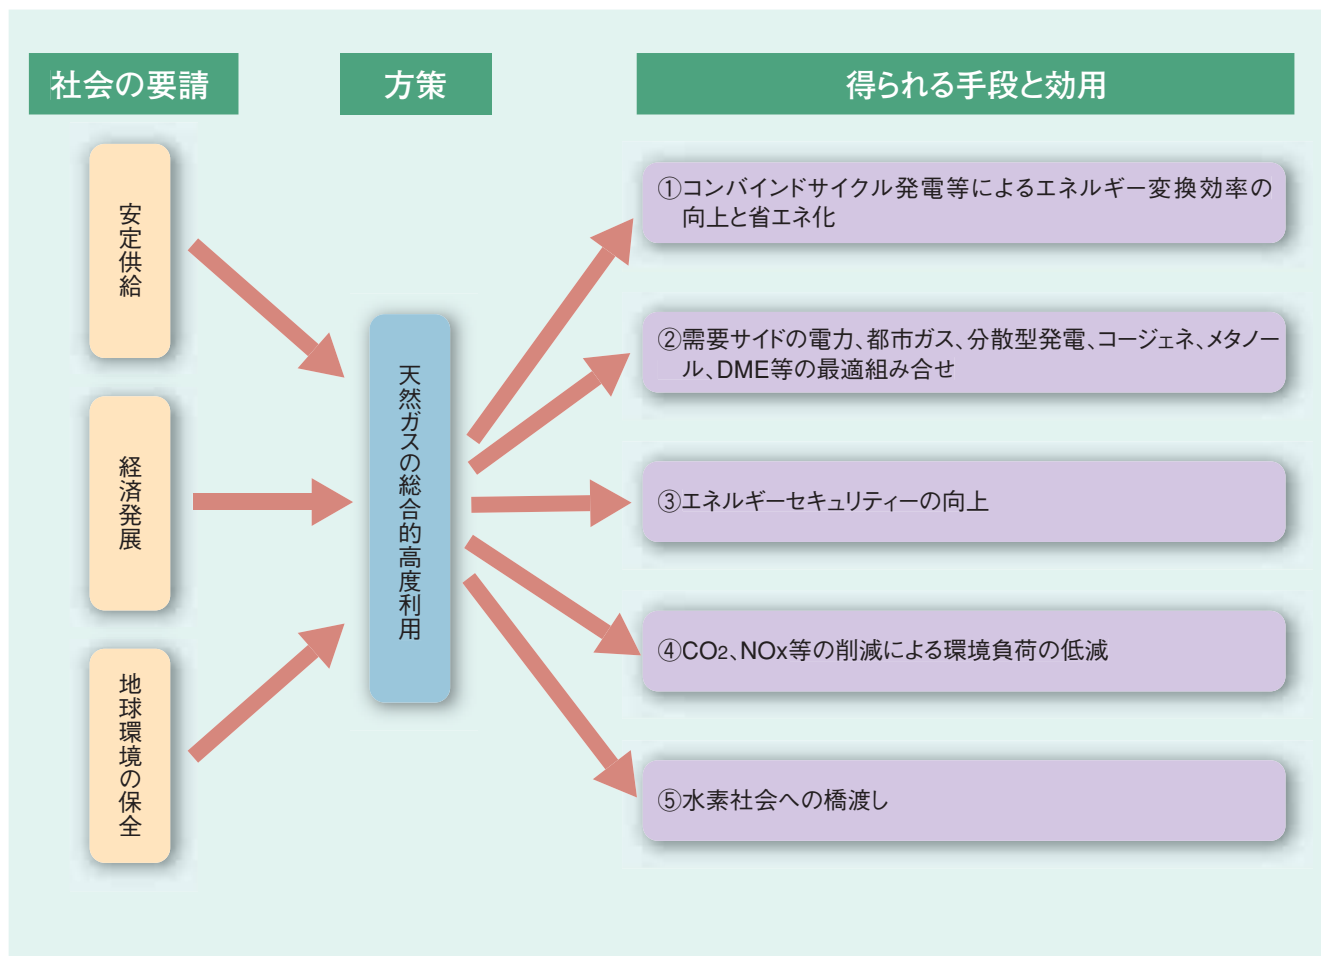 社会の要請
方策
得られる手段と効用
安定供給
経済発展
地球環境の保全
天然ガスの総合的高度利用
①コンバインドサイクル発電等によるエネルギー変換効率の
向上と省エネ化
②需要サイドの電力、都市ガス、分散型発電、コージェネ、メタノー
ル、DME等の最適組み合せ
③エネルギーセキュリティーの向上
④CO2、NOx等の削減による環境負荷の低減
⑤水素社会への橋渡し